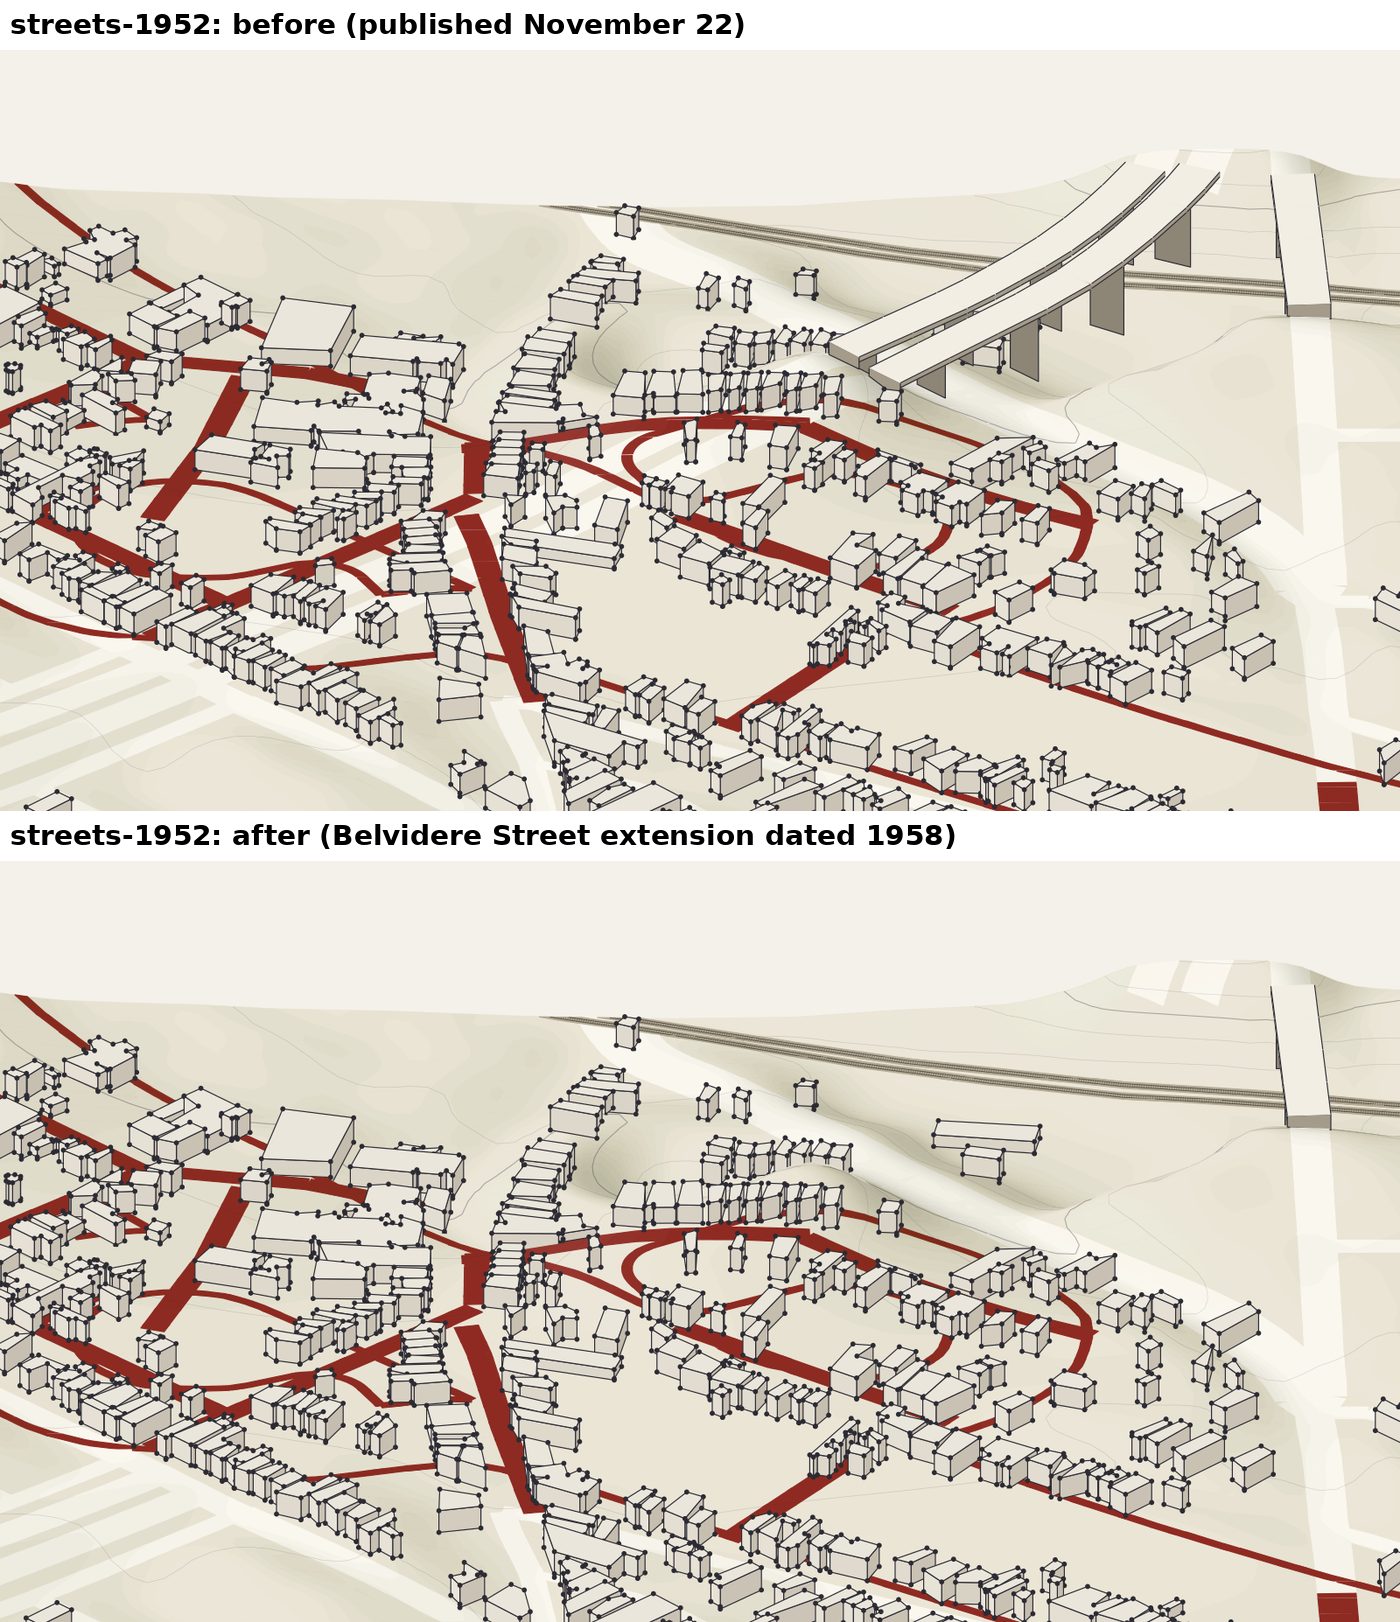 streets-1952: before (published November 22)
streets-1952: after (Belvidere Street extension dated 1958)